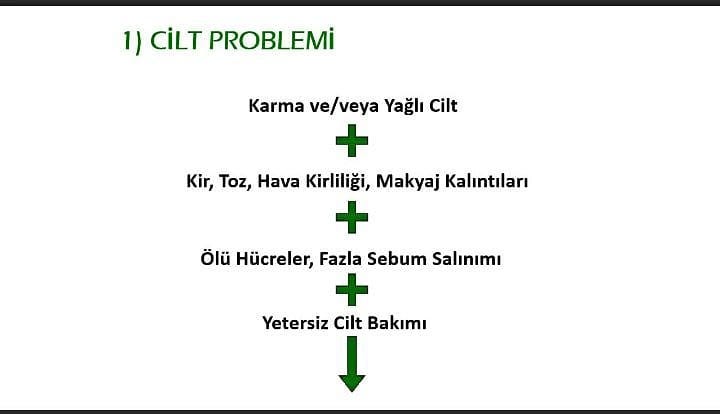 1) CİLT PROBLEMİ
Karma ve/veya Yağlı Cilt
Kir, Toz, Hava Kirliliği, Makyaj Kalıntıları
Ölü Hücreler, Fazla Sebum Salınımı
Yetersiz Cilt Bakımı